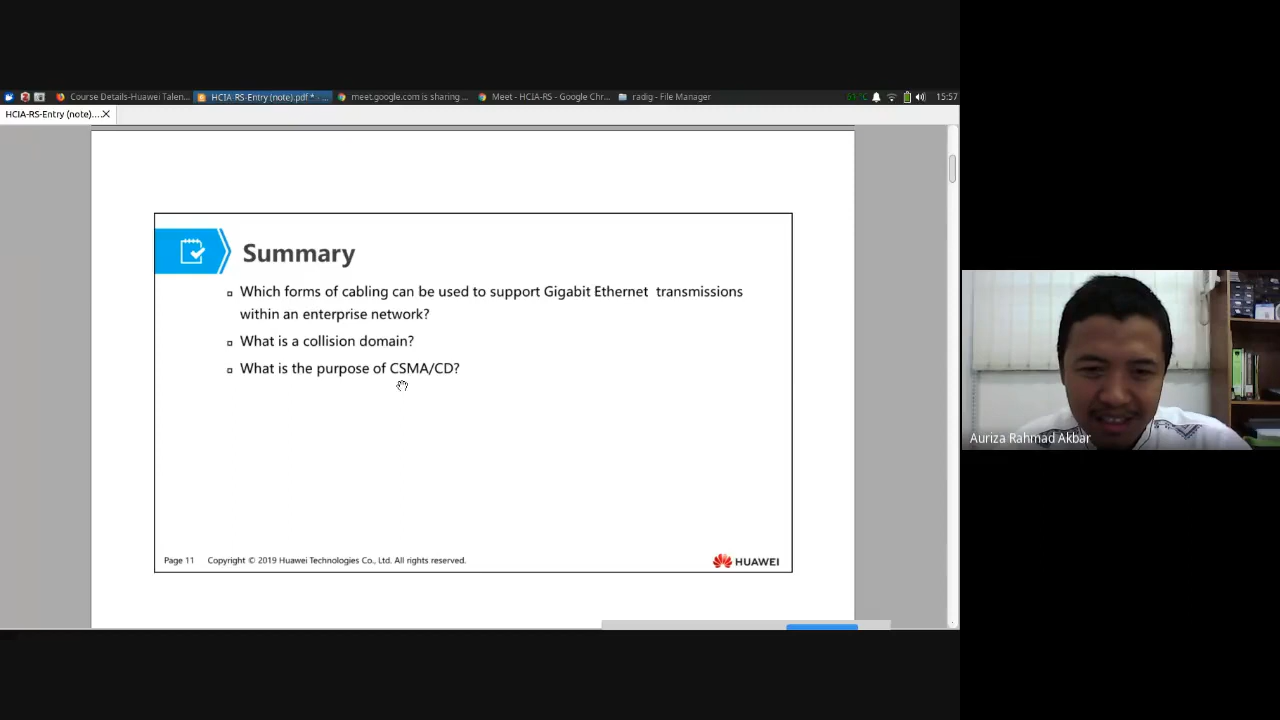 Course Details-Huawei Talen...
HCIA-RS-Entry (note).pdf * - ...
meet.google.com is sharing ...
Meet - HCIA-RS - Google Chr...
radig - File Manager
61°C
15:57
HCIA-RS-Entry (note)....
Summary
Which forms of cabling can be used to support Gigabit Ethernet transmissions
within an enterprise network?
What is a collision domain?
What is the purpose of CSMA/CD?
Page 11
Copyright © 2019 Huawei Technologies Co., Ltd. All rights reserved.
HUAWEI
Auriza Rahmad Akbar